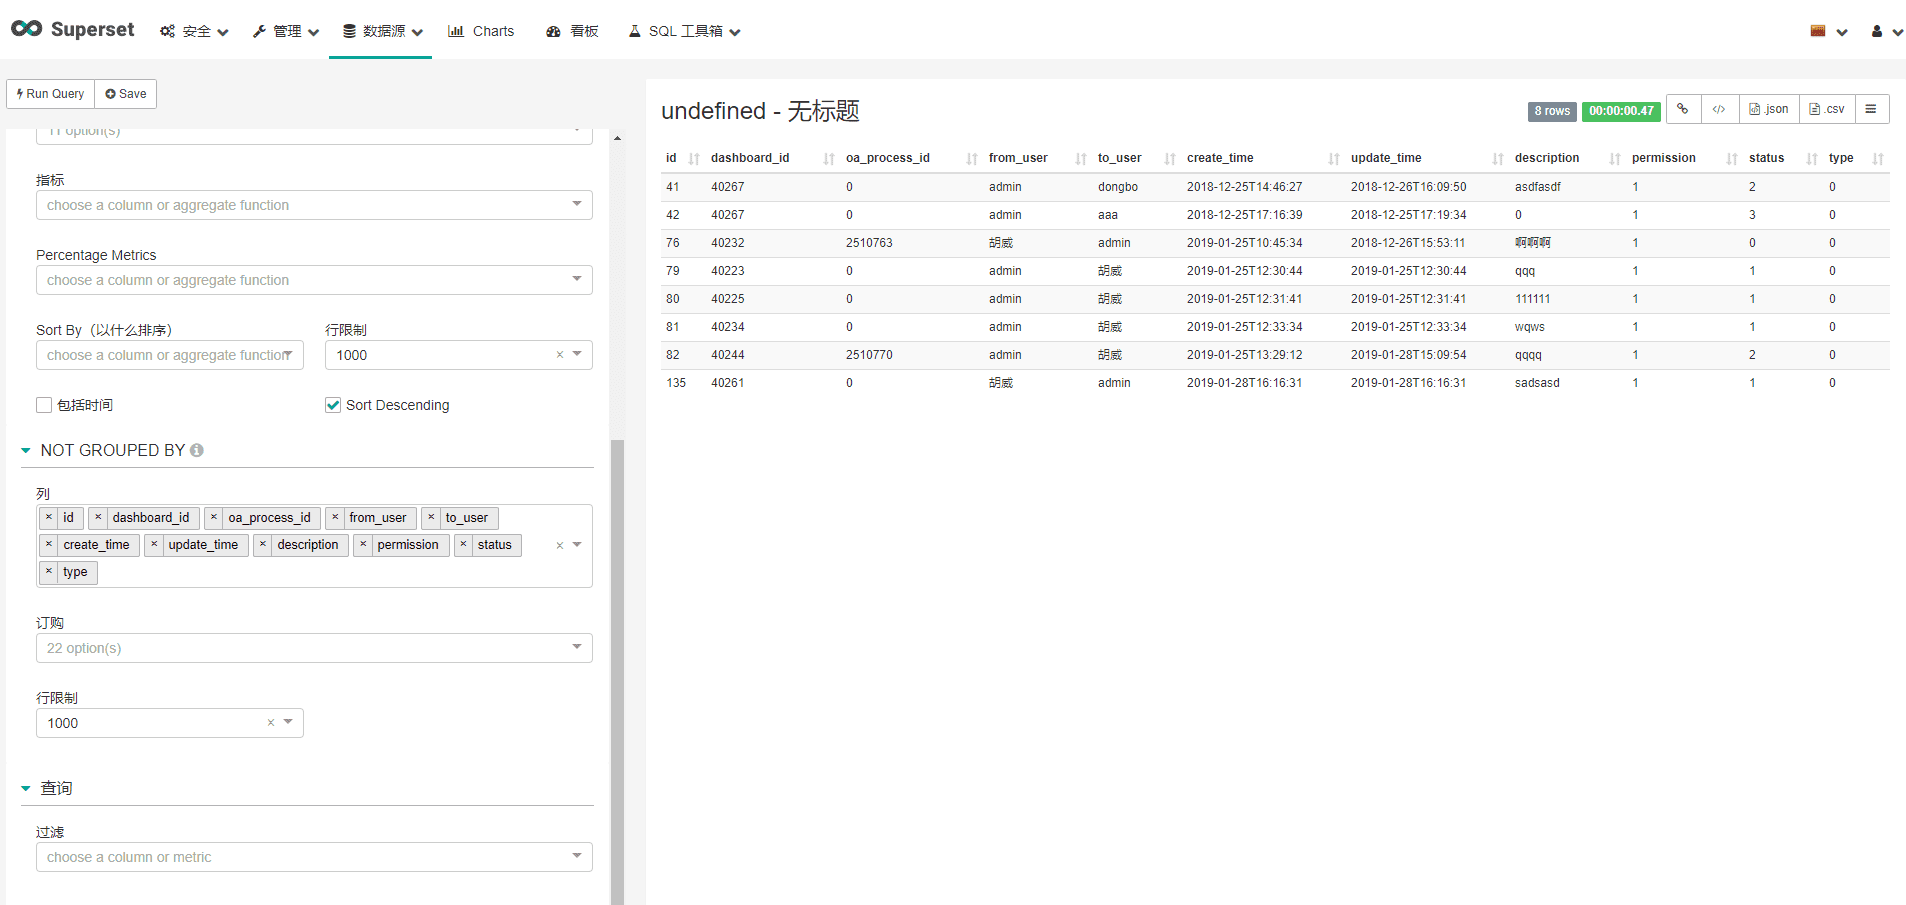 Superset 安全 管理 数据源 Charts 看板 SQL 工具箱
Run Query Save
11 option(s)
指标
choose a column or aggregate function
Percentage Metrics
choose a column or aggregate function
Sort By（以什么排序） 行限制
choose a column or aggregate function 1000
包括时间 Sort Descending
NOT GROUPED BY
列
× id × dashboard_id × oa_process_id × from_user × to_user
× create_time × update_time × description × permission × status
× type
订购
22 option(s)
行限制
1000
查询
过滤
choose a column or metric
undefined - 无标题
8 rows 00:00:00.47 </> .json .csv
id dashboard_id oa_process_id from_user to_user create_time update_time description permission status type
41 40267 0 admin dongbo 2018-12-25T14:46:27 2018-12-26T16:09:50 asdfasdf 1 2 0
42 40267 0 admin aaa 2018-12-25T17:16:39 2018-12-25T17:19:34 0 1 3 0
76 40232 2510763 胡威 admin 2019-01-25T10:45:34 2018-12-26T15:53:11 啊啊啊 1 0 0
79 40223 0 admin 胡威 2019-01-25T12:30:44 2019-01-25T12:30:44 qqq 1 1 0
80 40225 0 admin 胡威 2019-01-25T12:31:41 2019-01-25T12:31:41 111111 1 1 0
81 40234 0 admin 胡威 2019-01-25T12:33:34 2019-01-25T12:33:34 wqws 1 1 0
82 40244 2510770 admin 胡威 2019-01-25T13:29:12 2019-01-28T15:09:54 qqqq 1 2 0
135 40261 0 胡威 admin 2019-01-28T16:16:31 2019-01-28T16:16:31 sadsasd 1 1 0